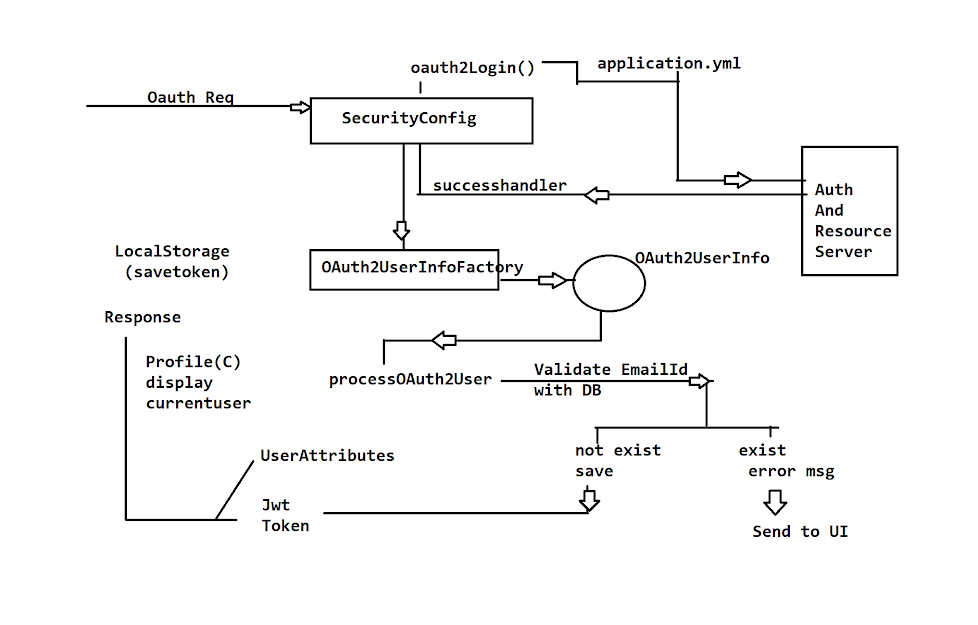 oauth2Login()
application.yml
Oauth Req
SecurityConfig
successhandler
Auth
And
Resource
Server
LocalStorage
(savetoken)
OAuth2UserInfoFactory
OAuth2UserInfo
Response
Profile(C)
display
currentuser
processOAuth2User
Validate EmailId
with DB
not exist
save
exist
error msg
UserAttributes
Jwt
Token
Send to UI